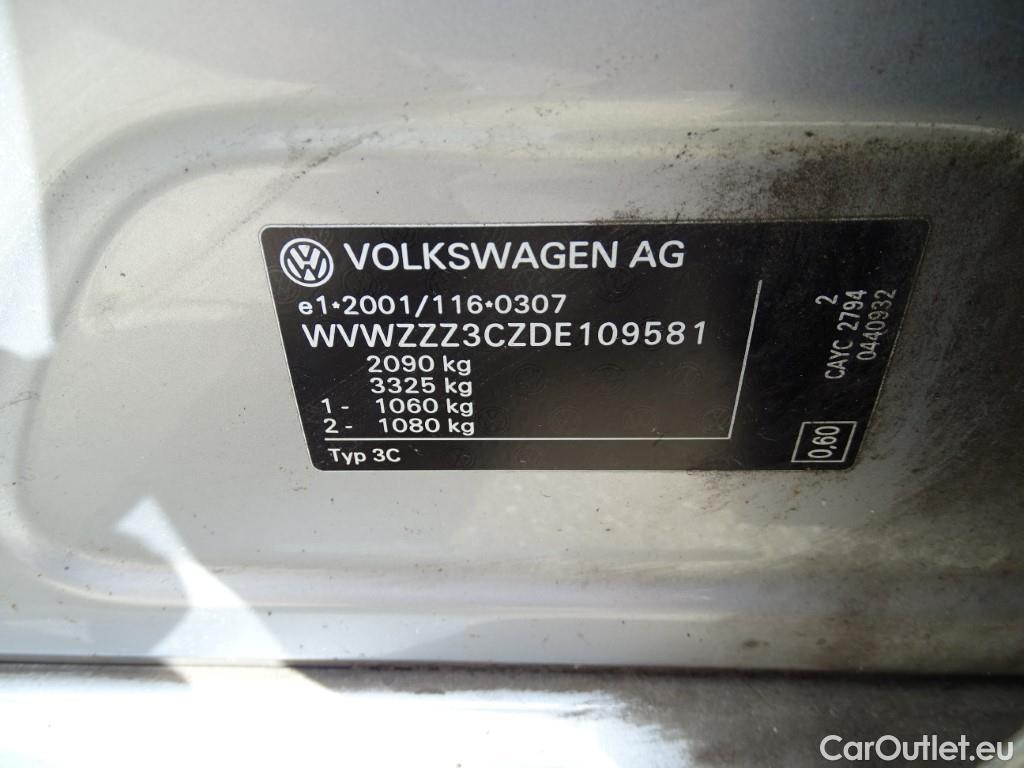 VOLKSWAGEN AG
e1*2001/116*0307
WVWZZZ3CZDE109581
2090 kg
3325 kg
1 - 1060 kg
2 - 1080 kg
Typ 3C
2
CAYC 2794
0440932
0,60
CarOutlet.eu